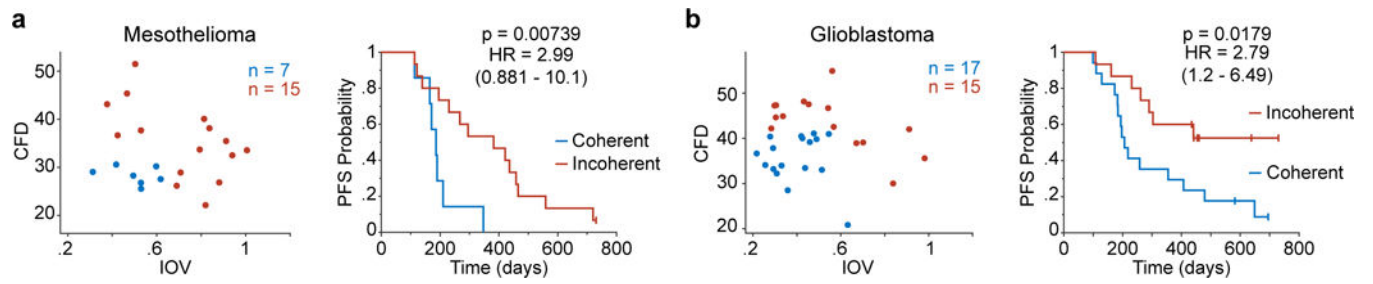 a
Mesothelioma
50
40
30
20
CFD
.2
.6
1
IOV
n = 7
n = 15
p = 0.00739
HR = 2.99
(0.881 - 10.1)
1
.8
.6
.4
.2
0
PFS Probability
Coherent
Incoherent
0
200
400
600
800
Time (days)
b
Glioblastoma
50
40
30
20
CFD
.2
.6
1
IOV
n = 17
n = 15
p = 0.0179
HR = 2.79
(1.2 - 6.49)
1
.8
.6
.4
.2
0
PFS Probability
Incoherent
Coherent
0
200
400
600
800
Time (days)